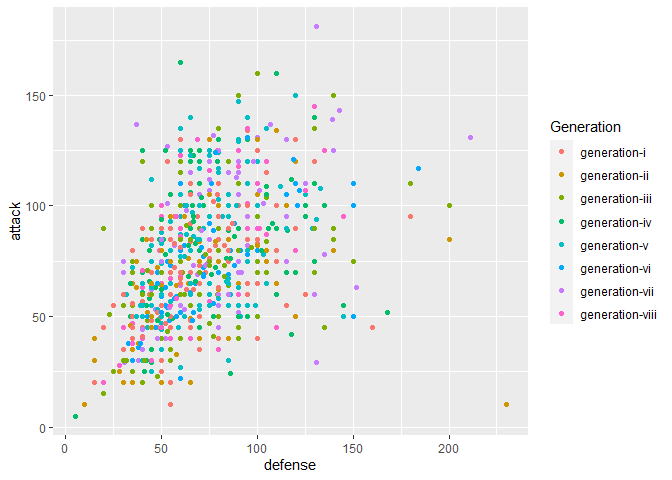 150
100
50
0
attack
0
50
100
150
200
defense
Generation
generation-i
generation-ii
generation-iii
generation-iv
generation-v
generation-vi
generation-vii
generation-viii